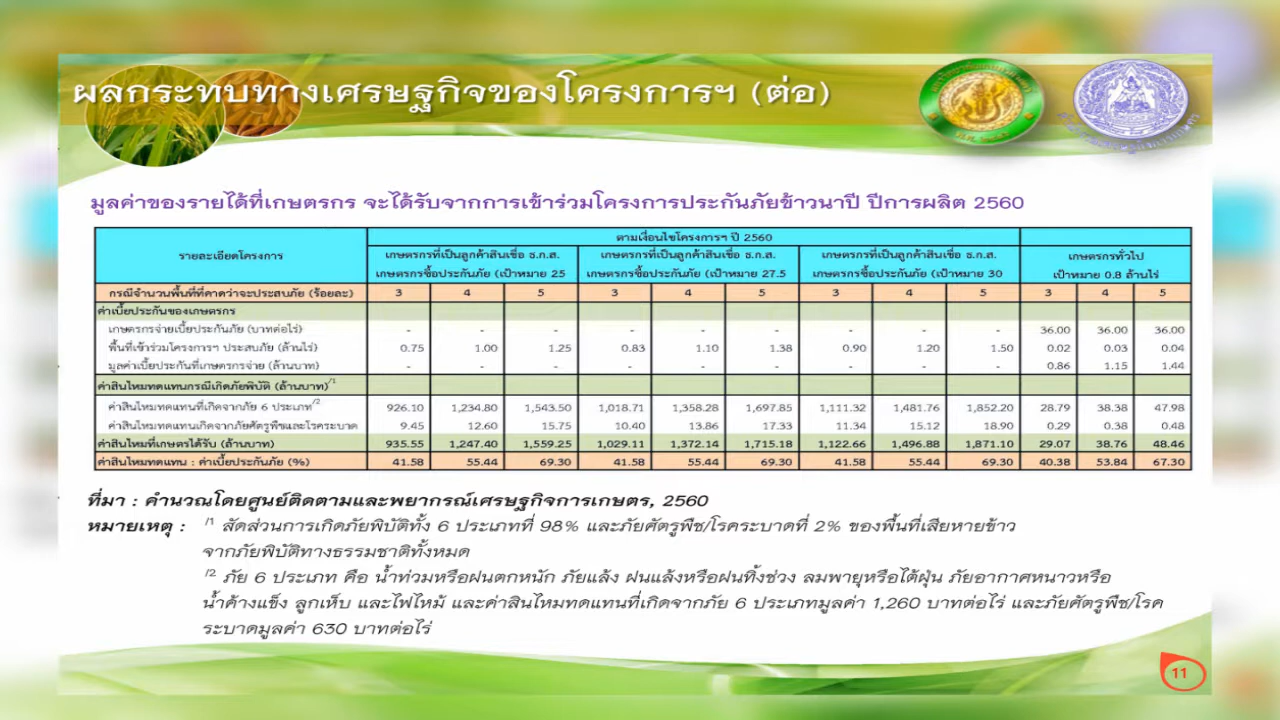 ผลกระทบทางเศรษฐกิจของโครงการฯ (ต่อ)
มูลค่าของรายได้ที่เกษตรกร จะได้รับจากการเข้าร่วมโครงการประกันภัยข้าวนาปี ปีการผลิต 2560
รายละเอียดโครงการ
ตามเงื่อนไขโครงการฯ ปี 2560
เกษตรกรที่เป็นลูกค้าสินเชื่อ ธ.ก.ส. เกษตรกรที่เป็นลูกค้าสินเชื่อ ธ.ก.ส. เกษตรกรที่เป็นลูกค้าสินเชื่อ ธ.ก.ส. เกษตรกรทั่วไป
เกษตรกรซื้อประกันภัย (เป้าหมาย 25 เกษตรกรซื้อประกันภัย (เป้าหมาย 27.5 เกษตรกรซื้อประกันภัย (เป้าหมาย 30 เป้าหมาย 0.8 ล้านไร่
กรณีจำนวนพื้นที่ที่คาดว่าจะประสบภัย (ร้อยละ) 3 4 5 3 4 5 3 4 5 3 4 5
ค่าเบี้ยประกันของเกษตรกร
เกษตรกรจ่ายเบี้ยประกันภัย (บาทต่อไร่) - - - - - - - - - 36.00 36.00 36.00
พื้นที่เข้าร่วมโครงการฯ ประสบภัย (ล้านไร่) 0.75 1.00 1.25 0.83 1.10 1.38 0.90 1.20 1.50 0.02 0.03 0.04
มูลค่าเบี้ยประกันที่เกษตรกรจ่าย (ล้านบาท) - - - - - - - - - 0.86 1.15 1.44
ค่าสินไหมทดแทนกรณีเกิดภัยพิบัติ (ล้านบาท)/1
ค่าสินไหมทดแทนที่เกิดจากภัย 6 ประเภท/2 926.10 1,234.80 1,543.50 1,018.71 1,358.28 1,697.85 1,111.32 1,481.76 1,852.20 28.79 38.38 47.98
ค่าสินไหมทดแทนเกิดจากภัยศัตรูพืชและโรคระบาด 9.45 12.60 15.75 10.40 13.86 17.33 11.34 15.12 18.90 0.29 0.38 0.48
ค่าสินไหมที่เกษตรได้รับ (ล้านบาท) 935.55 1,247.40 1,559.25 1,029.11 1,372.14 1,715.18 1,122.66 1,496.88 1,871.10 29.07 38.76 48.46
ค่าสินไหมทดแทน : ค่าเบี้ยประกันภัย (%) 41.58 55.44 69.30 41.58 55.44 69.30 41.58 55.44 69.30 40.38 53.84 67.30
ที่มา : คำนวณโดยศูนย์ติดตามและพยากรณ์เศรษฐกิจการเกษตร, 2560
หมายเหตุ : /1 สัดส่วนการเกิดภัยพิบัติทั้ง 6 ประเภทที่ 98% และภัยศัตรูพืช/โรคระบาดที่ 2% ของพื้นที่เสียหายข้าว
จากภัยพิบัติทางธรรมชาติทั้งหมด
/2 ภัย 6 ประเภท คือ น้ำท่วมหรือฝนตกหนัก ภัยแล้ง ฝนแล้งหรือฝนทิ้งช่วง ลมพายุหรือไต้ฝุ่น ภัยอากาศหนาวหรือ
น้ำค้างแข็ง ลูกเห็บ และไฟไหม้ และค่าสินไหมทดแทนที่เกิดจากภัย 6 ประเภทมูลค่า 1,260 บาทต่อไร่ และภัยศัตรูพืช/โรค
ระบาดมูลค่า 630 บาทต่อไร่
11